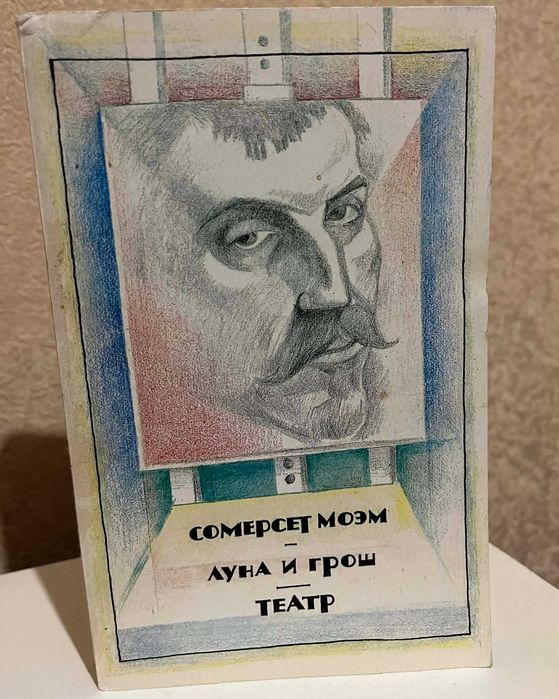 СОМЕРСЕТ МОЭМ
–
ЛУНА И ГРОШ
—
ТЕАТР